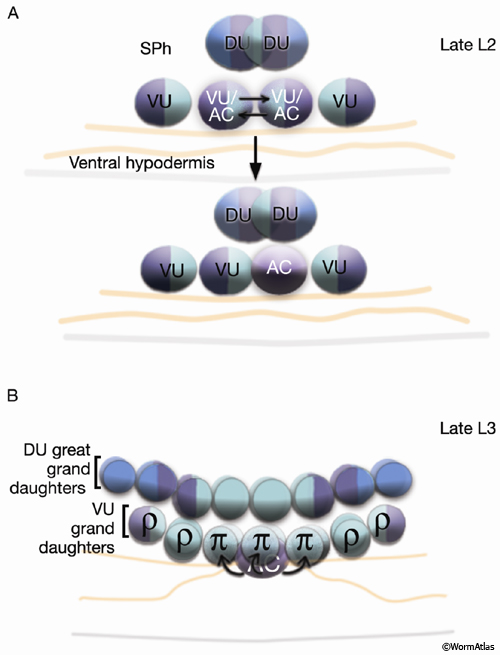 A
SPh
DU DU
Late L2
VU VU/ VU/ VU
AC AC
Ventral hypodermis
DU DU
VU VU AC VU
B
Late L3
DU great
grand
daughters
VU
grand
daughters
ρ ρ π π π ρ ρ
AC
©WormAtlas